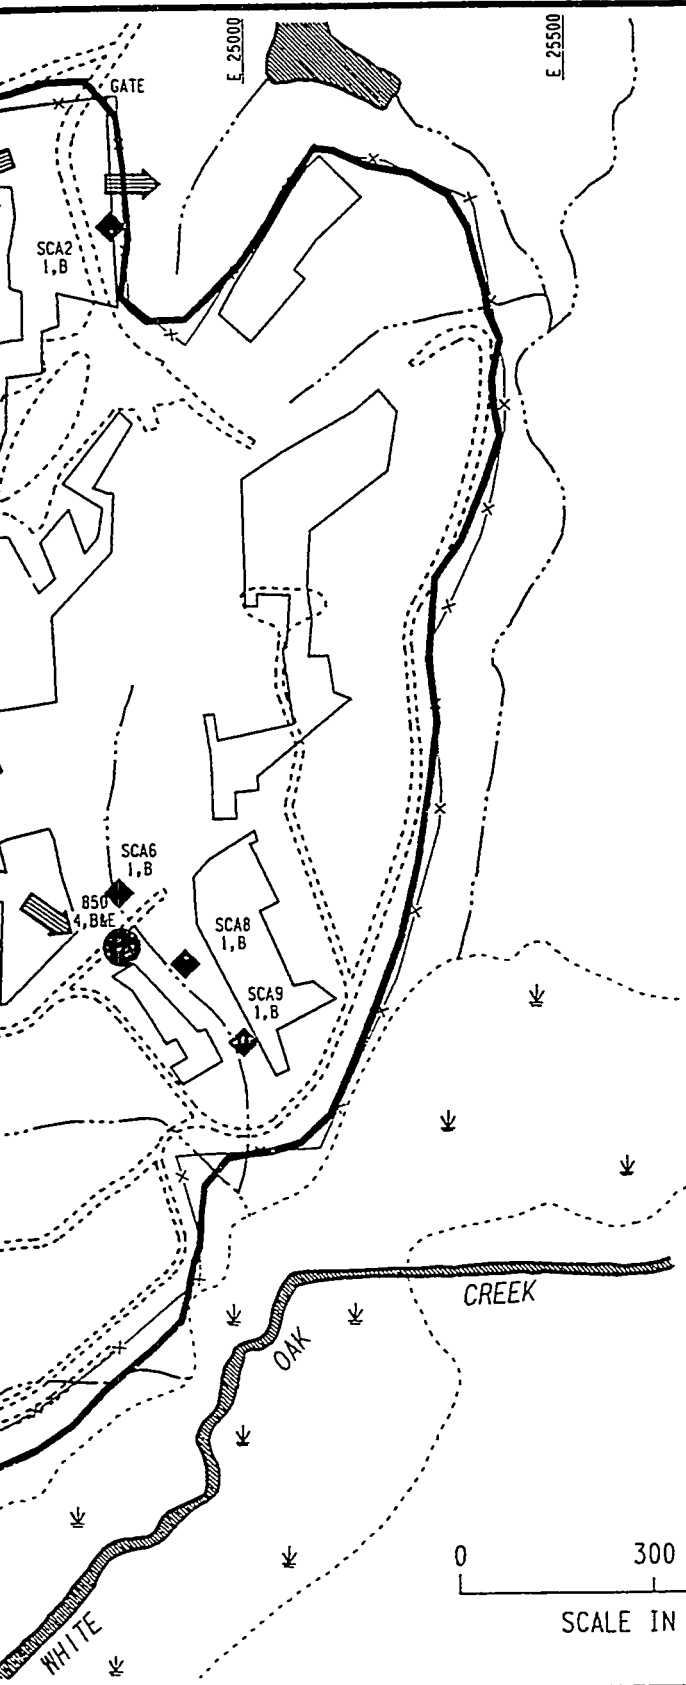 E 25000
E 25500
GATE
SCA2
1,B
SCA6
1,B
850
4,B&E
SCA8
1,B
SCA9
1,B
CREEK
OAK
WHITE
0 300
SCALE IN